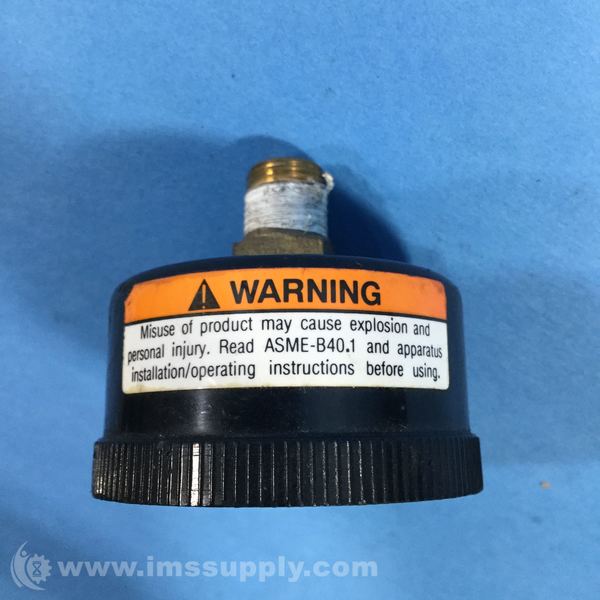 WARNING
Misuse of product may cause explosion and
personal injury. Read ASME-B40.1 and apparatus
installation/operating instructions before using.
www.imssupply.com